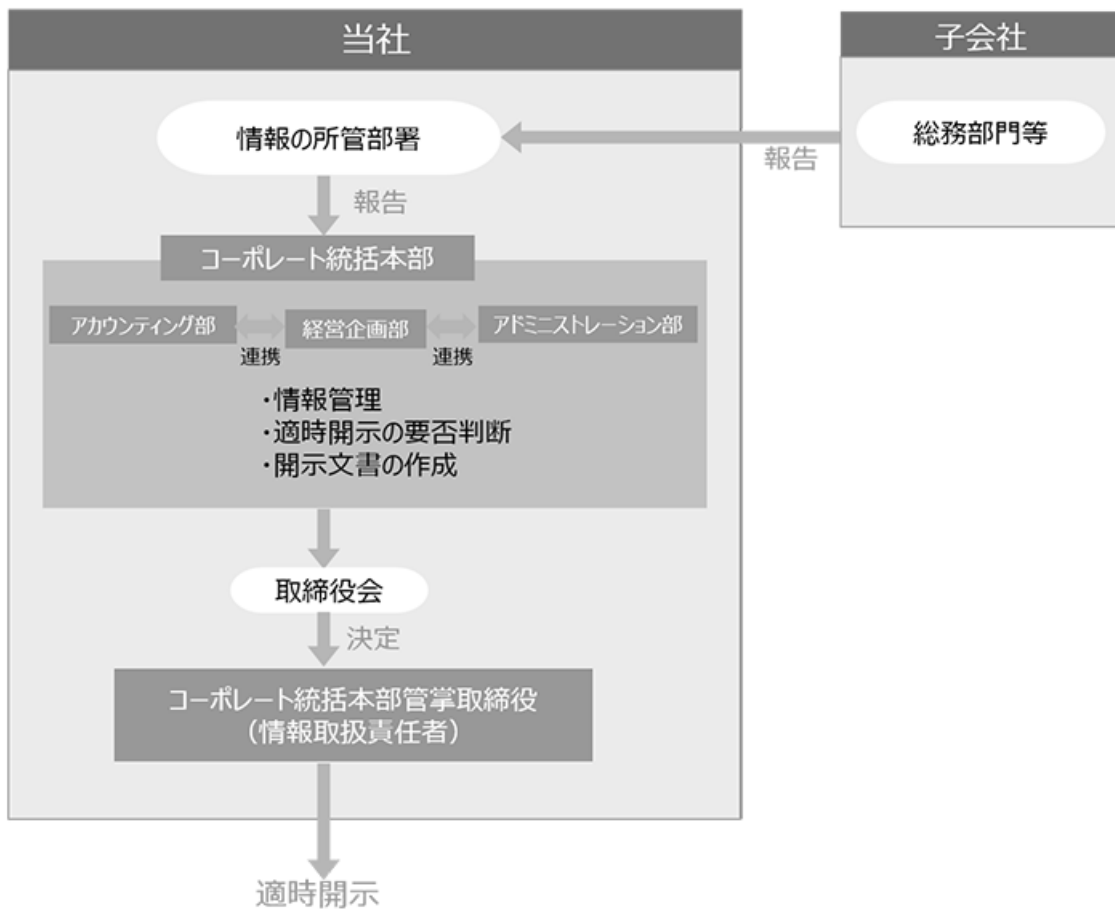 当社
子会社
情報の所管部署
総務部門等
報告
報告
コーポレート統括本部
アカウンティング部
経営企画部
アドミニストレーション部
連携
連携
・情報管理
・適時開示の要否判断
・開示文書の作成
取締役会
決定
コーポレート統括本部管掌取締役
（情報取扱責任者）
適時開示